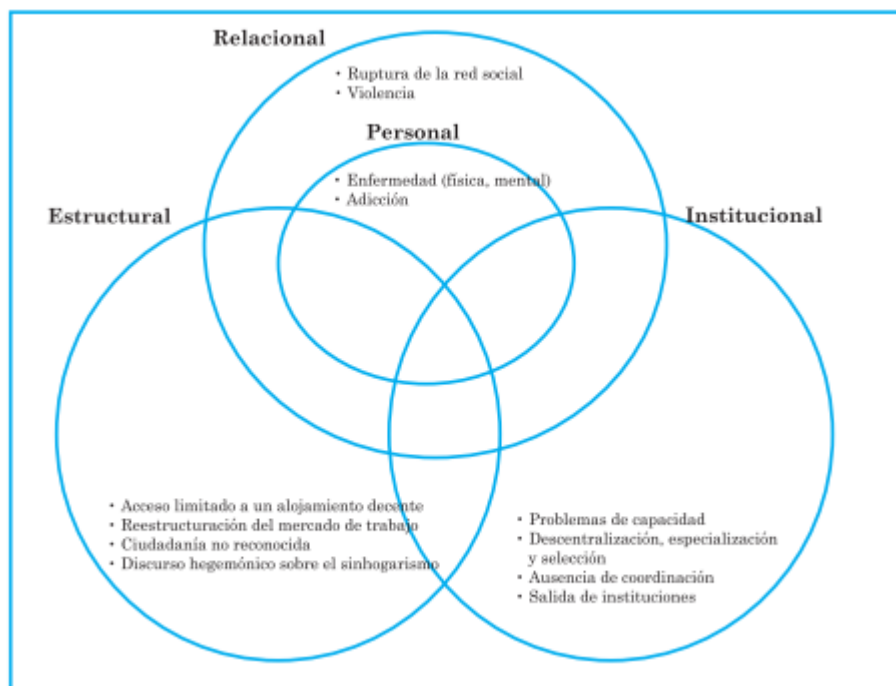 Relacional
• Ruptura de la red social
• Violencia
Personal
• Enfermedad (física, mental)
• Adicción
Estructural
Institucional
• Acceso limitado a un alojamiento decente
• Reestructuración del mercado de trabajo
• Ciudadanía no reconocida
• Discurso hegemónico sobre el sinhogarismo
• Problemas de capacidad
• Descentralización, especialización
y selección
• Ausencia de coordinación
• Salida de instituciones